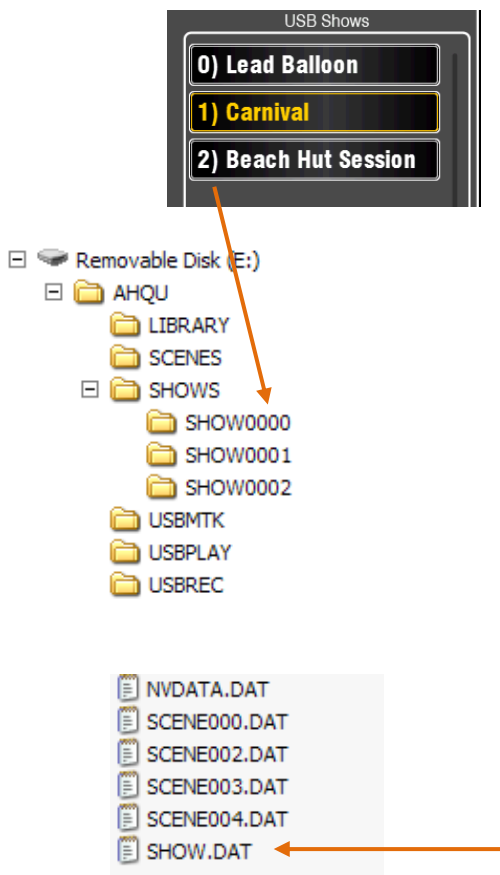 USB Shows
0) Lead Balloon
1) Carnival
2) Beach Hut Session
Removable Disk (E:)
AHQU
LIBRARY
SCENES
SHOWS
SHOW0000
SHOW0001
SHOW0002
USBMTK
USBPLAY
USBREC
NVDATA.DAT
SCENE000.DAT
SCENE002.DAT
SCENE003.DAT
SCENE004.DAT
SHOW.DAT